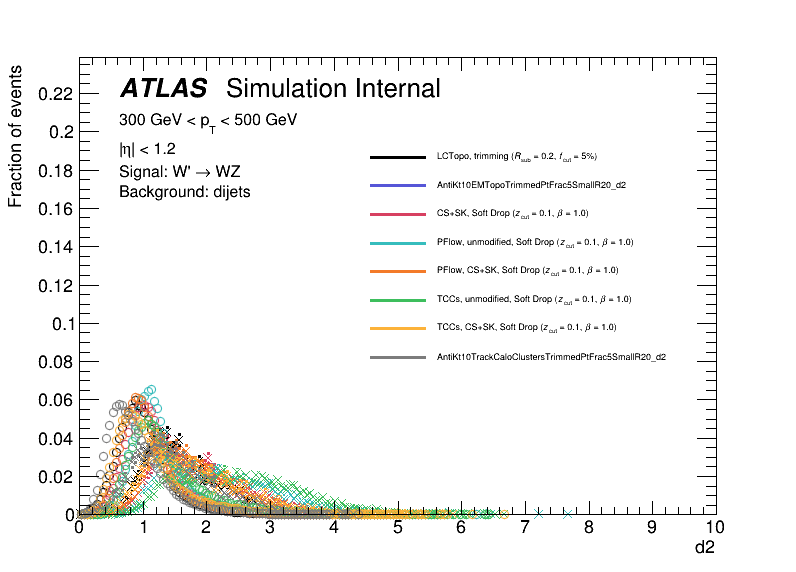 ATLAS Simulation Internal
300 GeV < p_T < 500 GeV
|η| < 1.2
Signal: W' → WZ
Background: dijets
LCTopo, trimming (R_sub = 0.2, f_cut = 5%)
AntiKt10EMTopoTrimmedPtFrac5SmallR20_d2
CS+SK, Soft Drop (z_cut = 0.1, β = 1.0)
PFlow, unmodified, Soft Drop (z_cut = 0.1, β = 1.0)
PFlow, CS+SK, Soft Drop (z_cut = 0.1, β = 1.0)
TCCs, unmodified, Soft Drop (z_cut = 0.1, β = 1.0)
TCCs, CS+SK, Soft Drop (z_cut = 0.1, β = 1.0)
AntiKt10TrackCaloClustersTrimmedPtFrac5SmallR20_d2
Fraction of events
0.22
0.2
0.18
0.16
0.14
0.12
0.1
0.08
0.06
0.04
0.02
0
0 1 2 3 4 5 6 7 8 9 10
d2